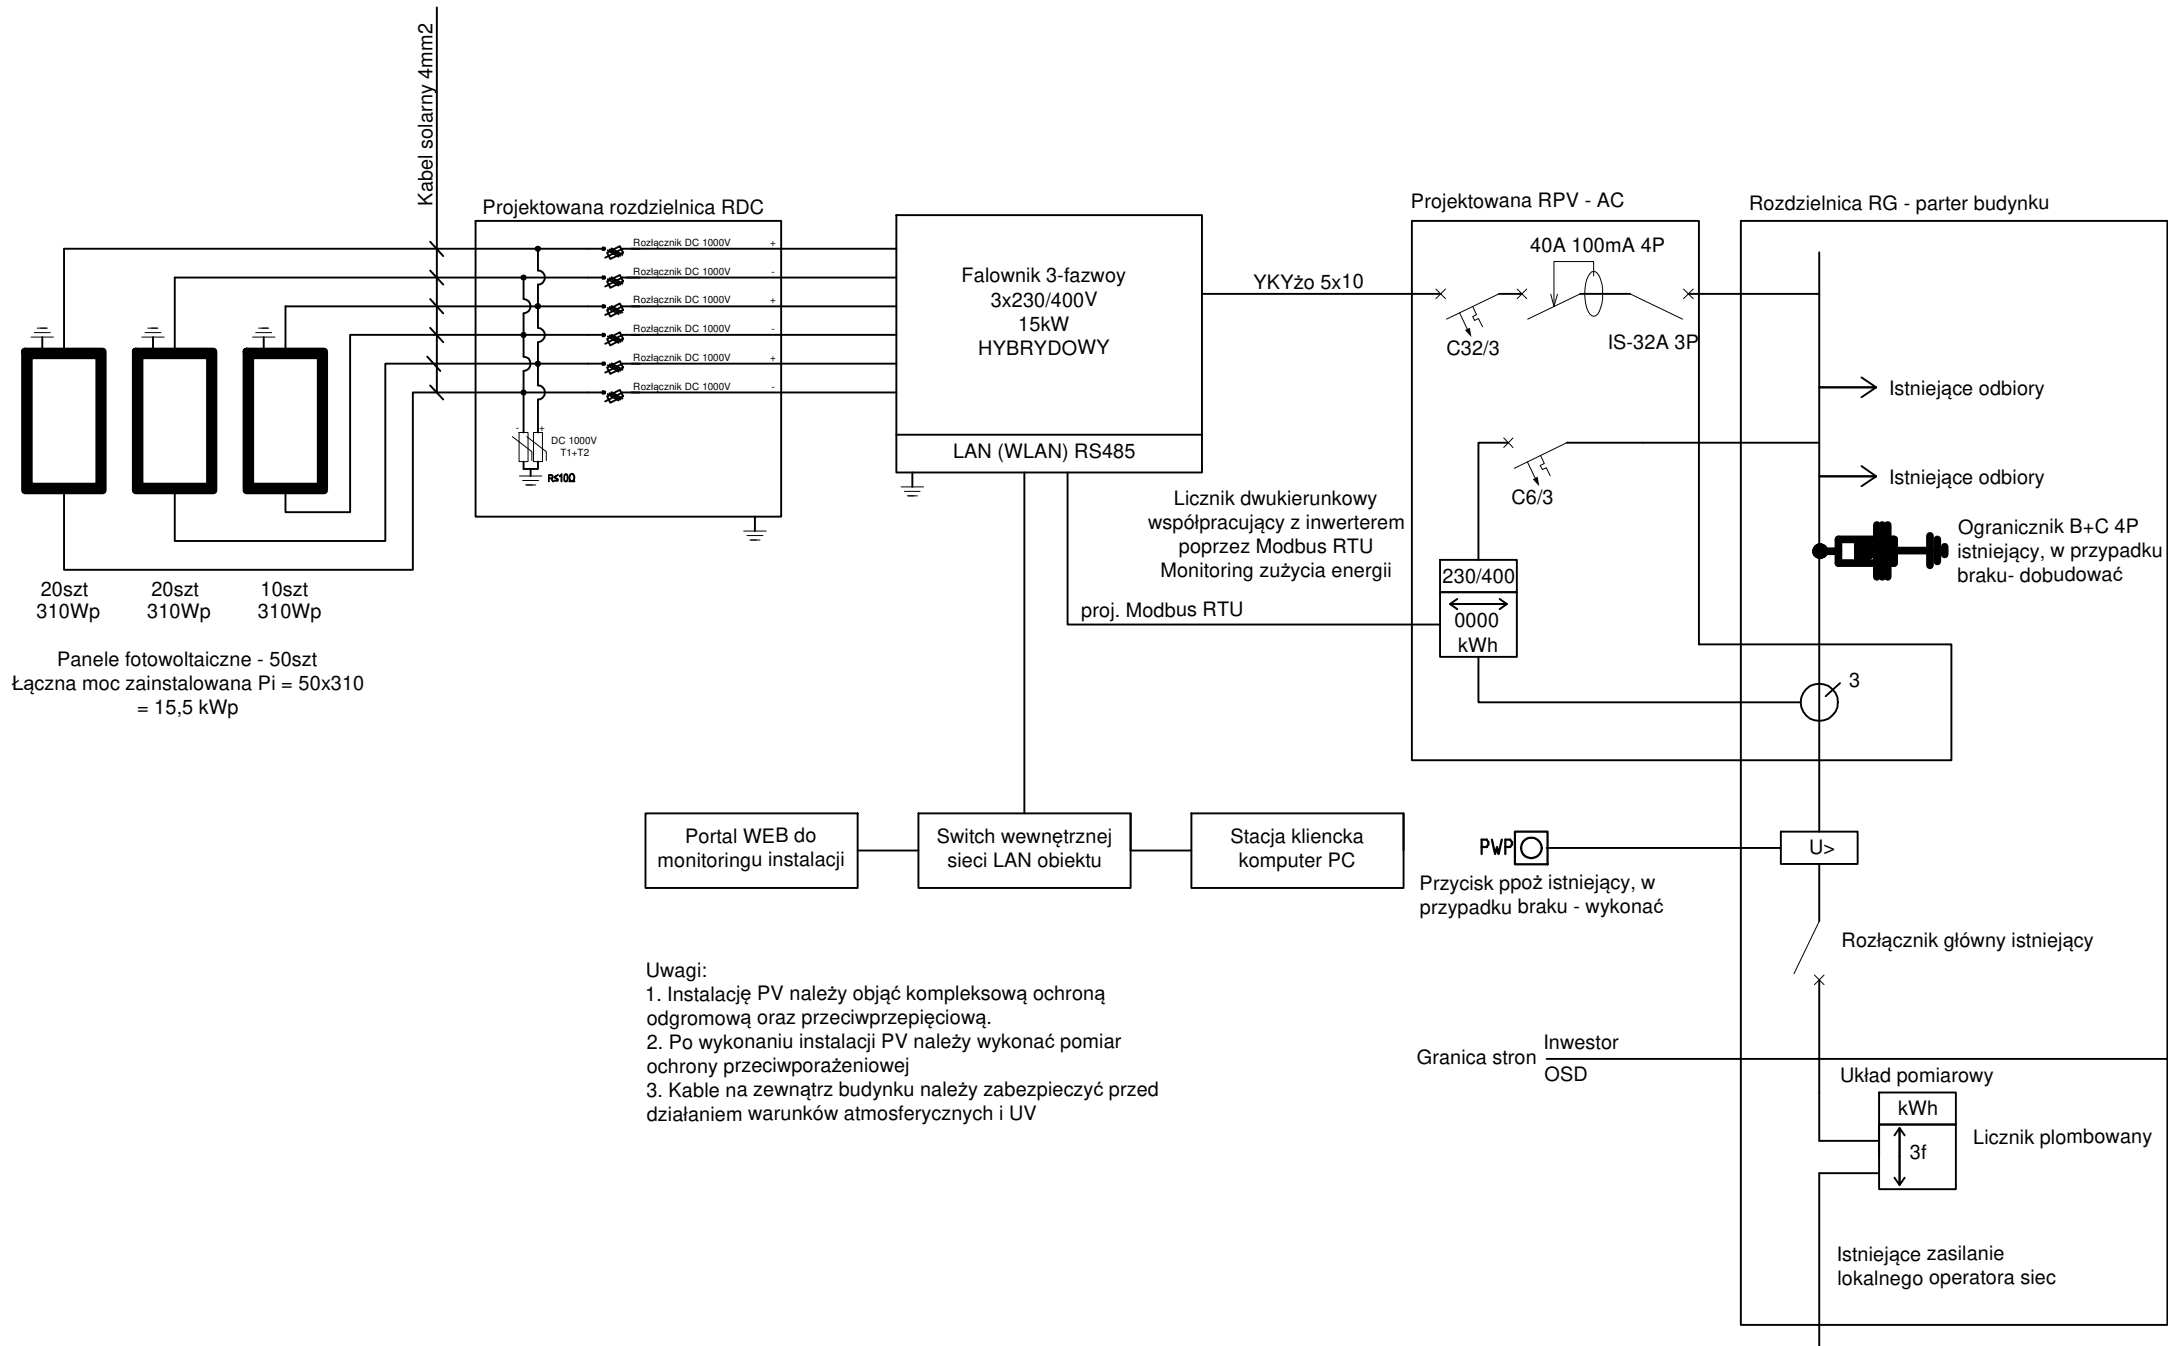 Kabel solarny 4mm2
Projektowana rozdzielnica RDC
Rozłącznik DC 1000V +
Rozłącznik DC 1000V -
Rozłącznik DC 1000V +
Rozłącznik DC 1000V -
Rozłącznik DC 1000V +
Rozłącznik DC 1000V -
- +
DC 1000V
T1+T2
R≤10Ω
20szt
310Wp
20szt
310Wp
10szt
310Wp
Panele fotowoltaiczne - 50szt
Łączna moc zainstalowana Pi = 50x310
= 15,5 kWp
Falownik 3-fazwoy
3x230/400V
15kW
HYBRYDOWY
LAN (WLAN) RS485
YKYżo 5x10
Projektowana RPV - AC
40A 100mA 4P
C32/3
IS-32A 3P
C6/3
Licznik dwukierunkowy
współpracujący z inwerterem
poprzez Modbus RTU
Monitoring zużycia energii
proj. Modbus RTU
230/400
0000
kWh
Rozdzielnica RG - parter budynku
Istniejące odbiory
Istniejące odbiory
Ogranicznik B+C 4P
istniejący, w przypadku
braku- dobudować
3
Portal WEB do
monitoringu instalacji
Switch wewnętrznej
sieci LAN obiektu
Stacja kliencka
komputer PC
PWP
U>
Przycisk ppoż istniejący, w
przypadku braku - wykonać
Rozłącznik główny istniejący
Uwagi:
1. Instalację PV należy objąć kompleksową ochroną
odgromową oraz przeciwprzepięciową.
2. Po wykonaniu instalacji PV należy wykonać pomiar
ochrony przeciwporażeniowej
3. Kable na zewnątrz budynku należy zabezpieczyć przed
działaniem warunków atmosferycznych i UV
Granica stron
Inwestor
OSD
Układ pomiarowy
kWh
3f
Licznik plombowany
Istniejące zasilanie
lokalnego operatora siec